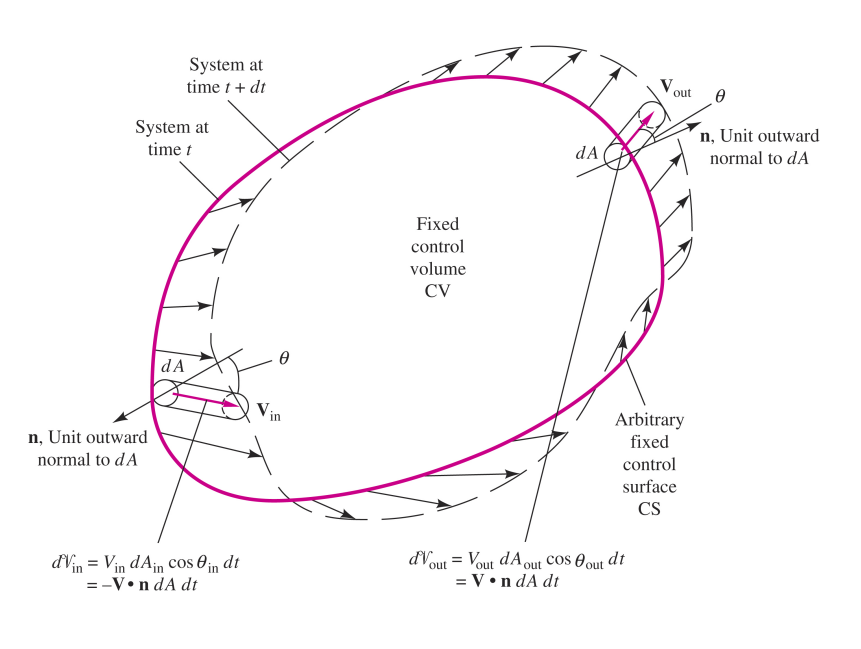 System at
time t + dt
System at
time t
V_out
θ
n, Unit outward
normal to dA
dA
Fixed
control
volume
CV
dA
θ
V_in
n, Unit outward
normal to dA
Arbitrary
fixed
control
surface
CS
d𝒱_in = V_in dA_in cos θ_in dt
= –V • n dA dt
d𝒱_out = V_out dA_out cos θ_out dt
= V • n dA dt